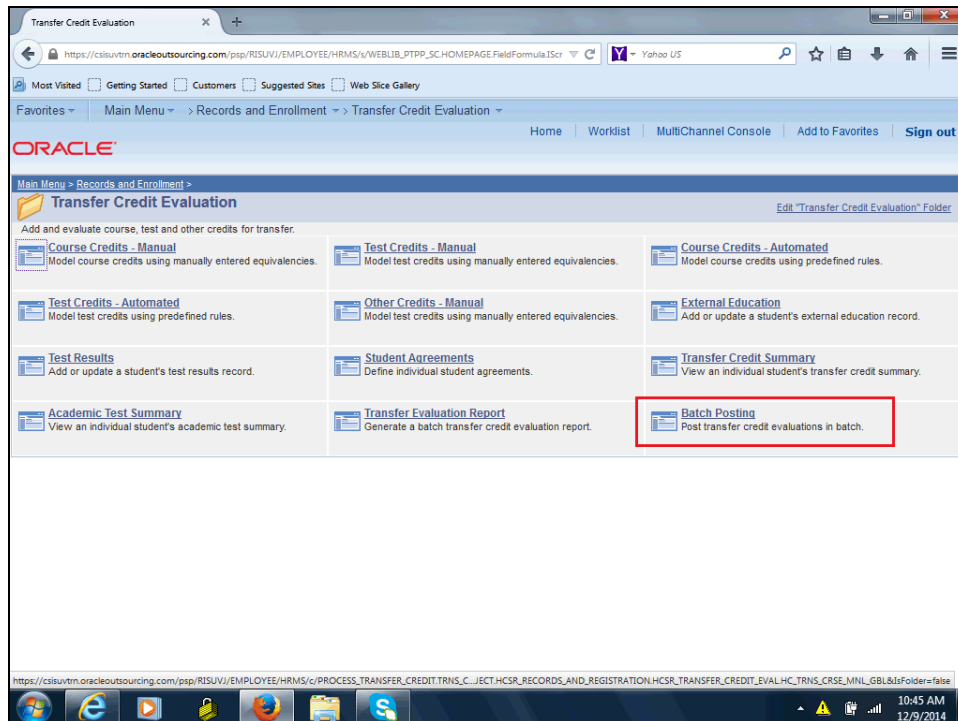 Transfer Credit Evaluation
https://csisuvtrn.oracleoutsourcing.com/psp/RISUVJ/EMPLOYEE/HRMS/s/WEBLIB_PTPP_SC.HOMEPAGE.FieldFormula.IScr
Yahoo US
Most Visited Getting Started Customers Suggested Sites Web Slice Gallery
Favorites Main Menu > Records and Enrollment > Transfer Credit Evaluation
Home Worklist MultiChannel Console Add to Favorites Sign out
ORACLE
Main Menu > Records and Enrollment >
Transfer Credit Evaluation
Edit "Transfer Credit Evaluation" Folder
Add and evaluate course, test and other credits for transfer.
Course Credits - Manual
Model course credits using manually entered equivalencies.
Test Credits - Manual
Model test credits using manually entered equivalencies.
Course Credits - Automated
Model course credits using predefined rules.
Test Credits - Automated
Model test credits using predefined rules.
Other Credits - Manual
Model test credits using manually entered equivalencies.
External Education
Add or update a student's external education record.
Test Results
Add or update a student's test results record.
Student Agreements
Define individual student agreements.
Transfer Credit Summary
View an individual student's transfer credit summary.
Academic Test Summary
View an individual student's academic test summary.
Transfer Evaluation Report
Generate a batch transfer credit evaluation report.
Batch Posting
Post transfer credit evaluations in batch.
https://csisuvtrn.oracleoutsourcing.com/psp/RISUVJ/EMPLOYEE/HRMS/c/PROCESS_TRANSFER_CREDIT.TRNS_C...JECT.HCSR_RECORDS_AND_REGISTRATION.HCSR_TRANSFER_CREDIT_EVAL.HC_TRNS_CRSE_MNL_GBL&IsFolder=false
10:45 AM
12/9/2014